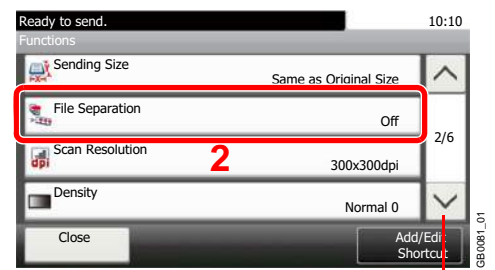 Ready to send. 10:10
Functions
Sending Size
Same as Original Size
File Separation
Off
2/6
Scan Resolution
2
300x300dpi
dpi
Density
Normal 0
Close
Add/Edit
Shortcut
GB0081_01